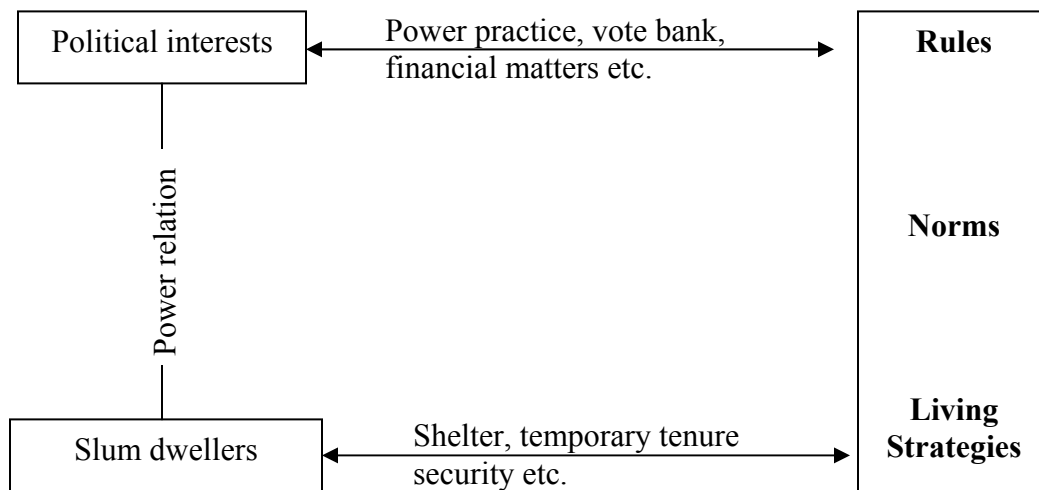 Political interests
Power practice, vote bank,
financial matters etc.
Rules
Power relation
Norms
Slum dwellers
Shelter, temporary tenure
security etc.
Living
Strategies